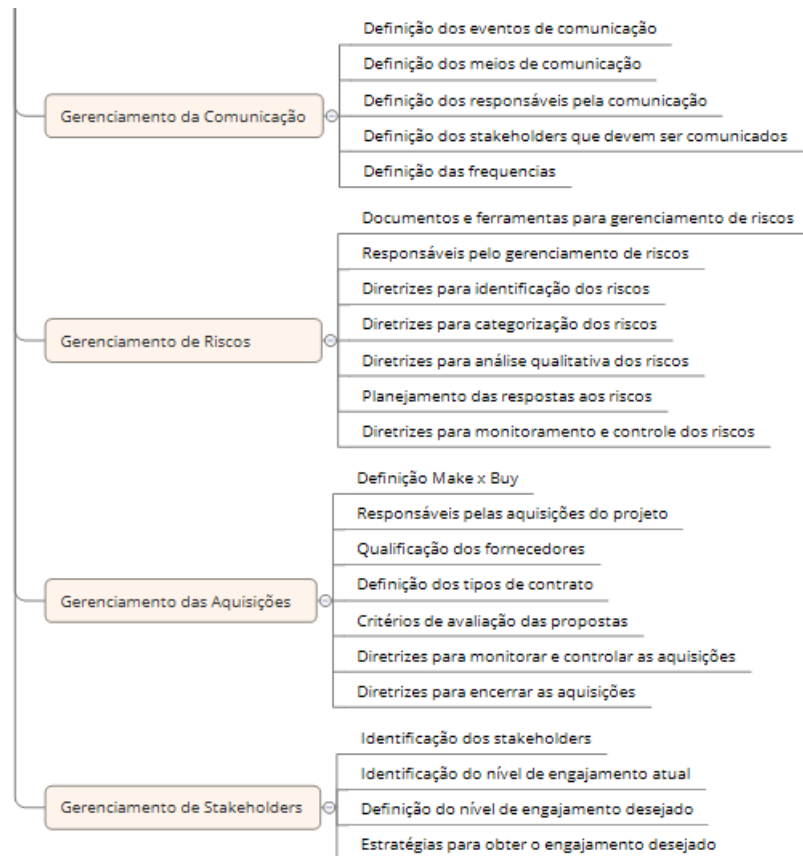 Gerenciamento da Comunicação
Definição dos eventos de comunicação
Definição dos meios de comunicação
Definição dos responsáveis pela comunicação
Definição dos stakeholders que devem ser comunicados
Definição das frequencias
Gerenciamento de Riscos
Documentos e ferramentas para gerenciamento de riscos
Responsáveis pelo gerenciamento de riscos
Diretrizes para identificação dos riscos
Diretrizes para categorização dos riscos
Diretrizes para análise qualitativa dos riscos
Planejamento das respostas aos riscos
Diretrizes para monitoramento e controle dos riscos
Gerenciamento das Aquisições
Definição Make x Buy
Responsáveis pelas aquisições do projeto
Qualificação dos fornecedores
Definição dos tipos de contrato
Critérios de avaliação das propostas
Diretrizes para monitorar e controlar as aquisições
Diretrizes para encerrar as aquisições
Gerenciamento de Stakeholders
Identificação dos stakeholders
Identificação do nível de engajamento atual
Definição do nível de engajamento desejado
Estratégias para obter o engajamento desejado